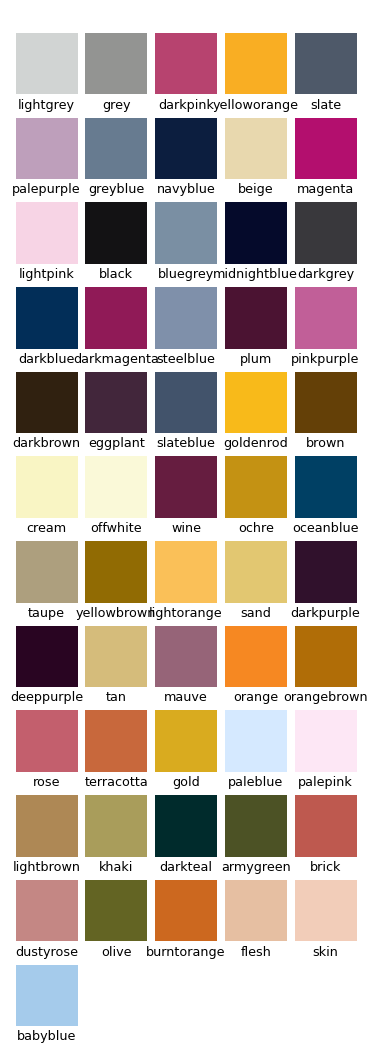 lightgrey grey darkpink yelloworange slate
palepurple greyblue navyblue beige magenta
lightpink black bluegrey midnightblue darkgrey
darkblue darkmagenta steelblue plum pinkpurple
darkbrown eggplant slateblue goldenrod brown
cream offwhite wine ochre oceanblue
taupe yellowbrown lightorange sand darkpurple
deeppurple tan mauve orange orangebrown
rose terracotta gold paleblue palepink
lightbrown khaki darkteal armygreen brick
dustyrose olive burntorange flesh skin
babyblue